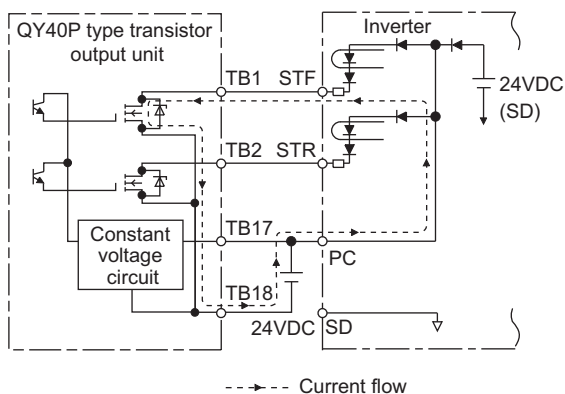 QY40P type transistor
output unit
Inverter
TB1 STF
24VDC
(SD)
TB2 STR
Constant
voltage
circuit
TB17
PC
TB18
24VDC SD
Current flow